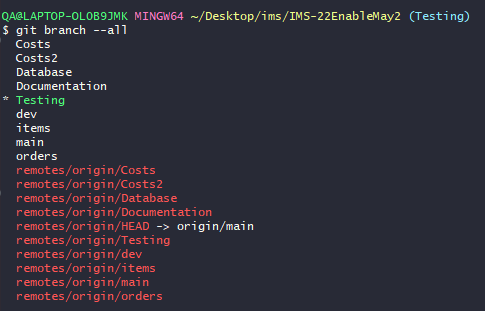 QA@LAPTOP-OLOB9JMK MINGW64 ~/Desktop/ims/IMS-22EnableMay2 (Testing)
$ git branch --all
Costs
Costs2
Database
Documentation
* Testing
dev
items
main
orders
remotes/origin/Costs
remotes/origin/Costs2
remotes/origin/Database
remotes/origin/Documentation
remotes/origin/HEAD -> origin/main
remotes/origin/Testing
remotes/origin/dev
remotes/origin/items
remotes/origin/main
remotes/origin/orders